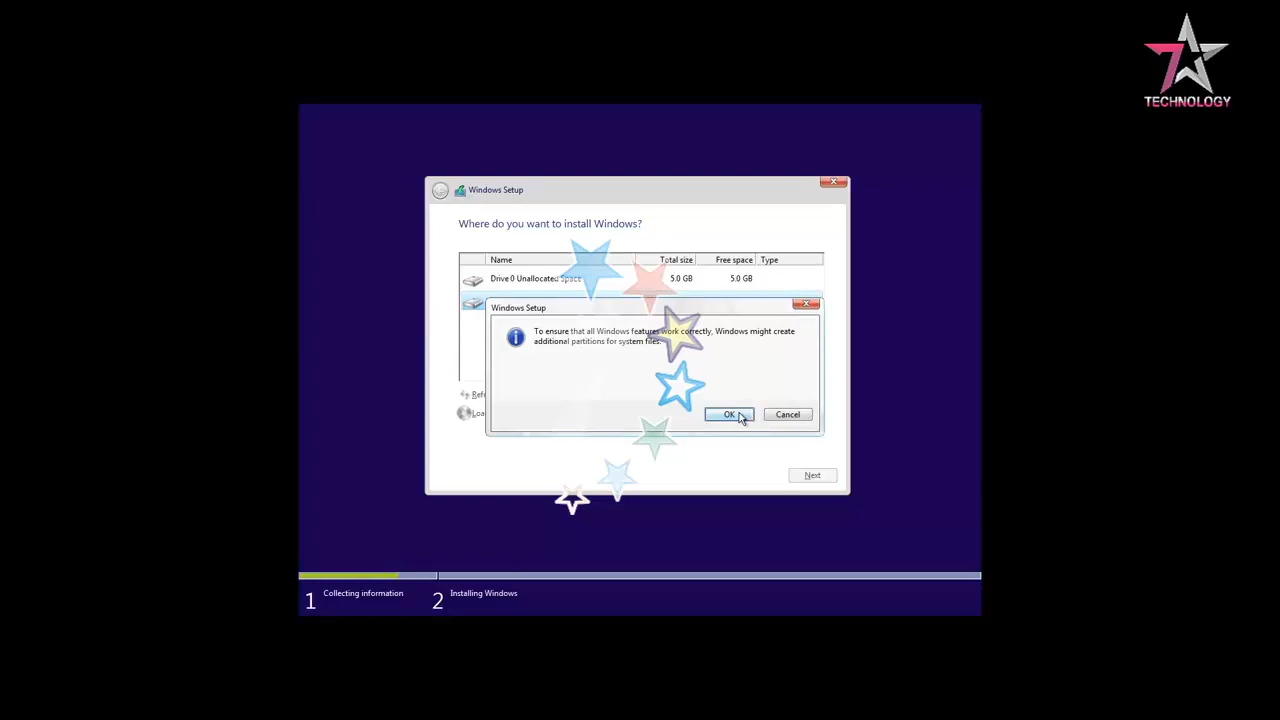 7
TECHNOLOGY
Windows Setup
Where do you want to install Windows?
Name Total size Free space Type
Drive 0 Unallocated Space 5.0 GB 5.0 GB
Windows Setup
To ensure that all Windows features work correctly, Windows might create
additional partitions for system files.
OK Cancel
Next
1 Collecting information 2 Installing Windows